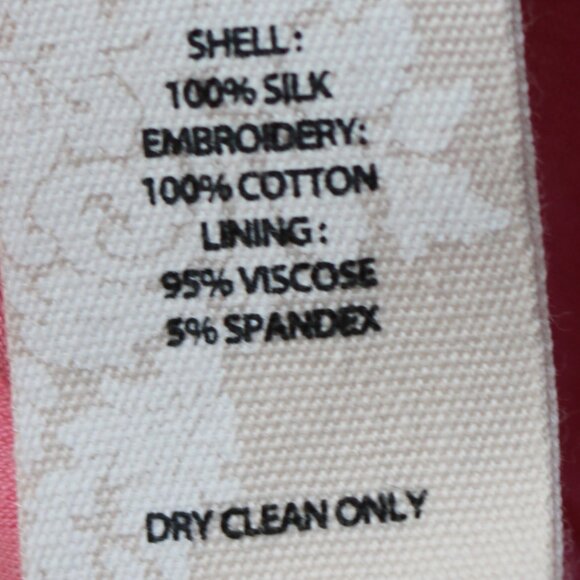 SHELL:
100% SILK
EMBROIDERY:
100% COTTON
LINING:
95% VISCOSE
5% SPANDEX
DRY CLEAN ONLY